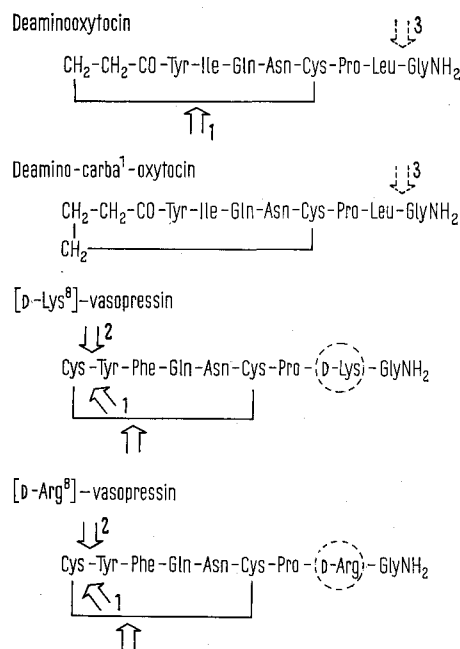 Deaminooxytocin
3
CH₂-CH₂-CO-Tyr-Ile-Gln-Asn-Cys-Pro-Leu-GlyNH₂
1
Deamino-carba¹-oxytocin
3
CH₂-CH₂-CO-Tyr-Ile-Gln-Asn-Cys-Pro-Leu-GlyNH₂
CH₂
[D-Lys⁸]-vasopressin
2
Cys-Tyr-Phe-Gln-Asn-Cys-Pro-(D-Lys)-GlyNH₂
1
[D-Arg⁸]-vasopressin
2
Cys-Tyr-Phe-Gln-Asn-Cys-Pro-(D-Arg)-GlyNH₂
1